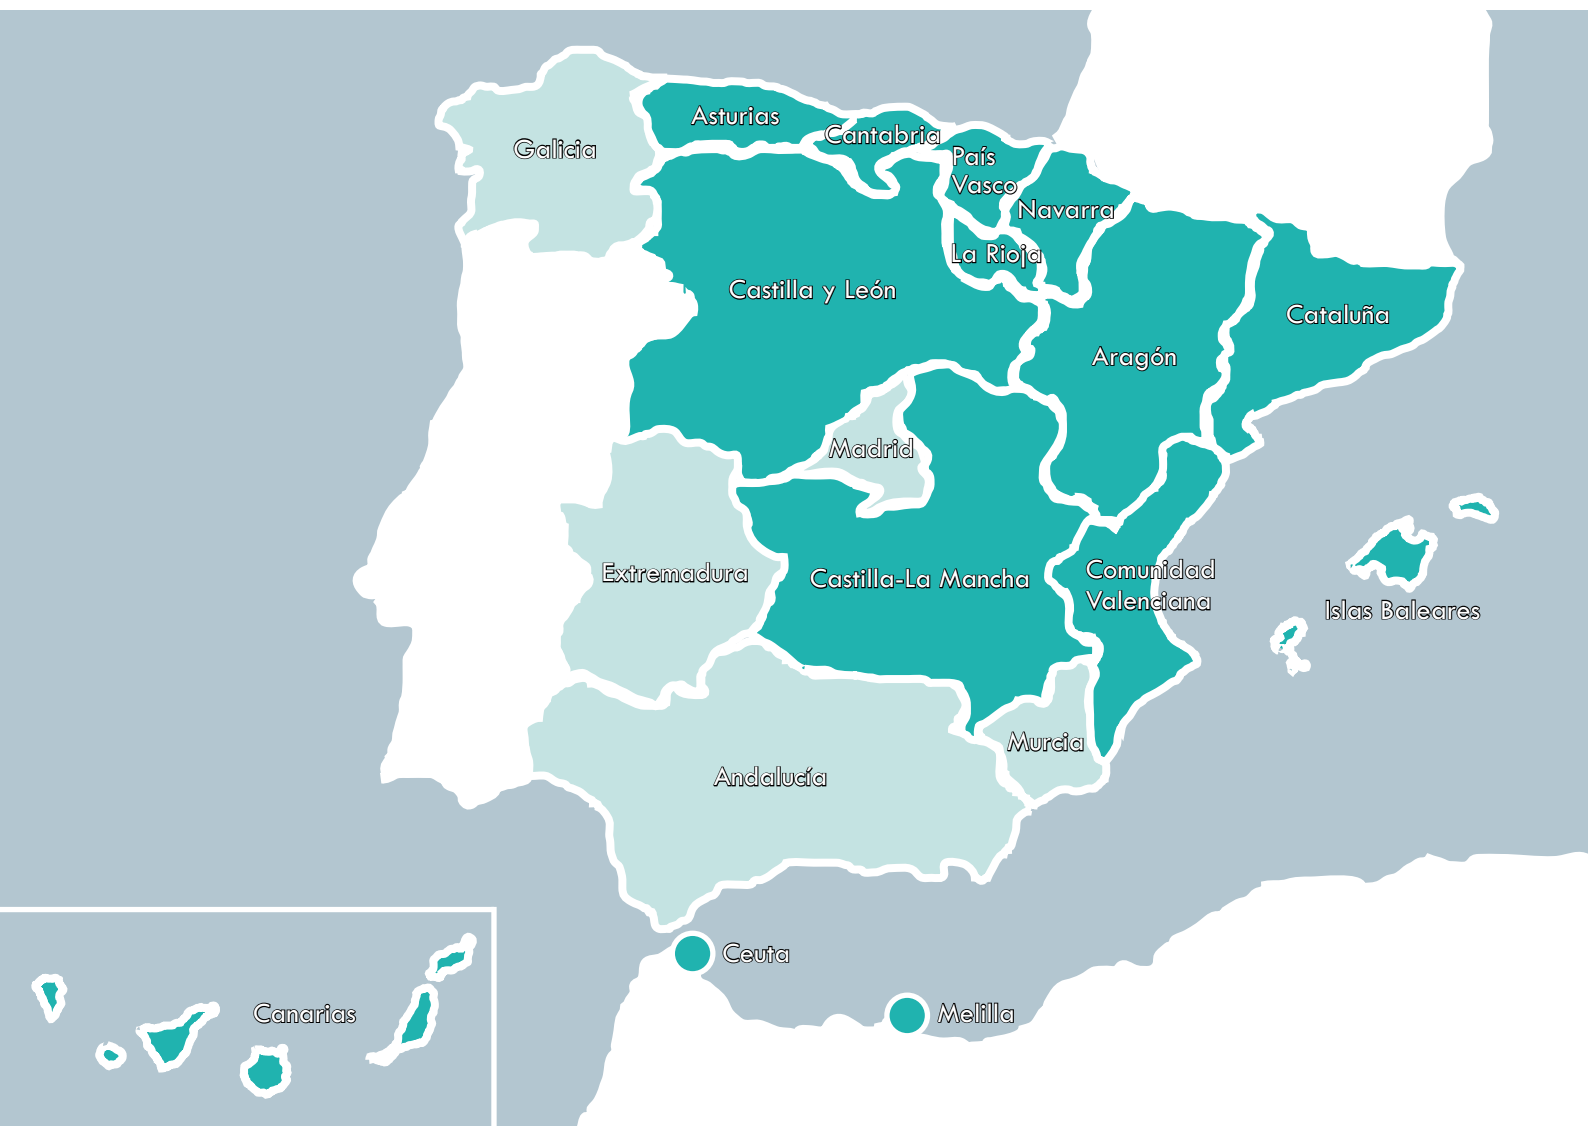 Asturias
Cantabria
Galicia
País
Vasco
Navarra
La Rioja
Castilla y León
Cataluña
Aragón
Madrid
Extremadura
Castilla-La Mancha
Comunidad
Valenciana
Islas Baleares
Murcia
Andalucía
Ceuta
Canarias
Melilla